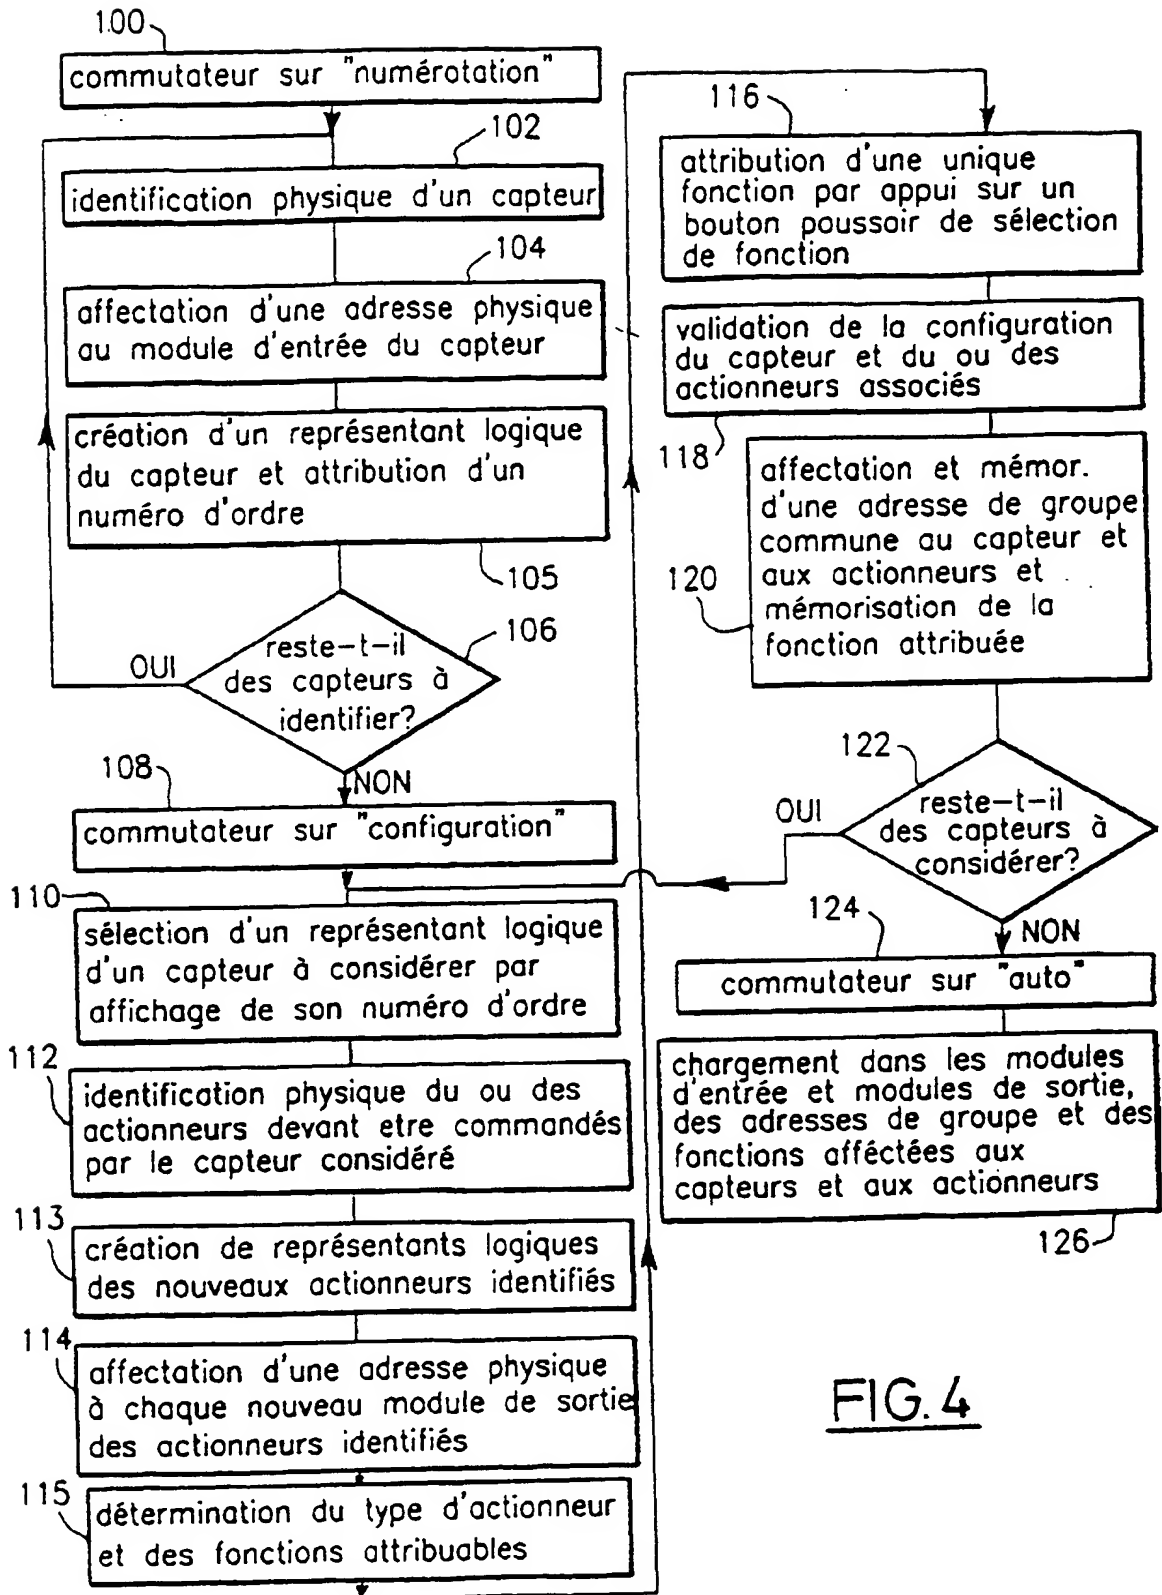 100
commutateur sur "numérotation"
102
identification physique d'un capteur
104
affectation d'une adresse physique
au module d'entrée du capteur
création d'un représentant logique
du capteur et attribution d'un
numéro d'ordre
105
106
reste-t-il
des capteurs à
identifier?
OUI
NON
108
commutateur sur "configuration"
110
sélection d'un représentant logique
d'un capteur à considérer par
affichage de son numéro d'ordre
112
identification physique du ou des
actionneurs devant etre commandés
par le capteur considéré
113
création de représentants logiques
des nouveaux actionneurs identifiés
114
affectation d'une adresse physique
à chaque nouveau module de sortie
des actionneurs identifiés
115
détermination du type d'actionneur
et des fonctions attribuables
116
attribution d'une unique
fonction par appui sur un
bouton poussoir de sélection
de fonction
validation de la configuration
du capteur et du ou des
actionneurs associés
118
affectation et mémor.
d'une adresse de groupe
commune au capteur et
aux actionneurs et
mémorisation de la
fonction attribuée
120
122
reste-t-il
des capteurs à
considérer?
OUI
NON
124
commutateur sur "auto"
chargement dans les modules
d'entrée et modules de sortie,
des adresses de groupe et des
fonctions afféctées aux
capteurs et aux actionneurs
126
FIG. 4